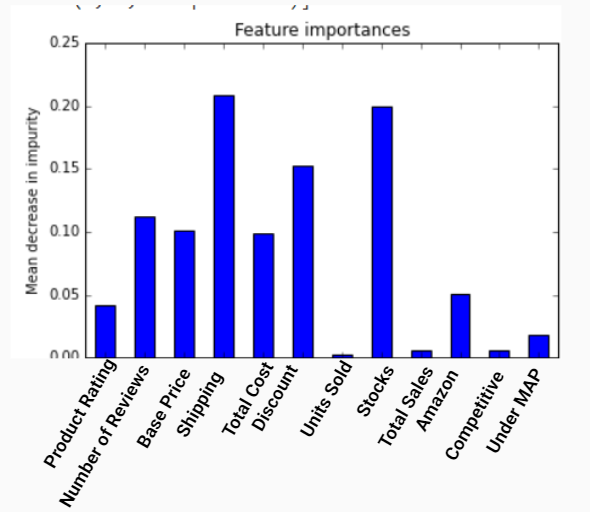 Feature importances
Mean decrease in impurity
0.25
0.20
0.15
0.10
0.05
0.00
Product Rating
Number of Reviews
Base Price
Shipping
Total Cost
Discount
Units Sold
Stocks
Total Sales
Amazon
Competitive
Under MAP